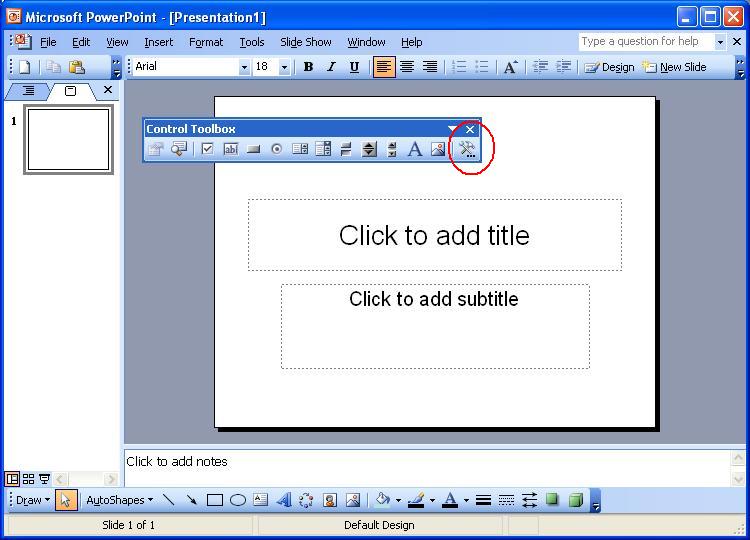 Microsoft PowerPoint - [Presentation1]
File Edit View Insert Format Tools Slide Show Window Help Type a question for help
Arial 18 B I U A Design New Slide
1
Control Toolbox
ab A
Click to add title
Click to add subtitle
Click to add notes
Draw AutoShapes A A A
Slide 1 of 1 Default Design